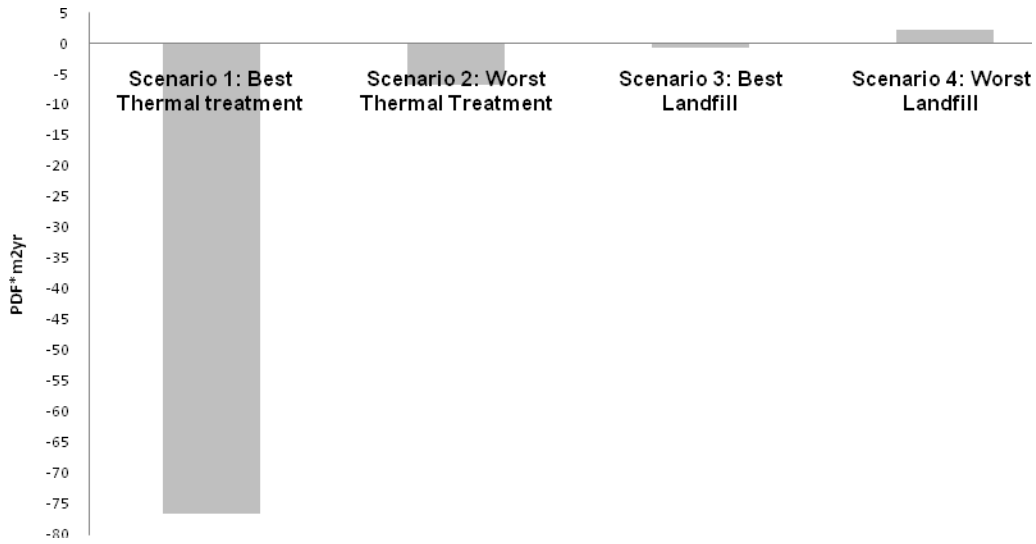 5
0
-5
-10
-15
-20
-25
-30
-35
-40
-45
-50
-55
-60
-65
-70
-75
-80
PDF*m2yr
Scenario 1: Best
Thermal treatment
Scenario 2: Worst
Thermal Treatment
Scenario 3: Best
Landfill
Scenario 4: Worst
Landfill